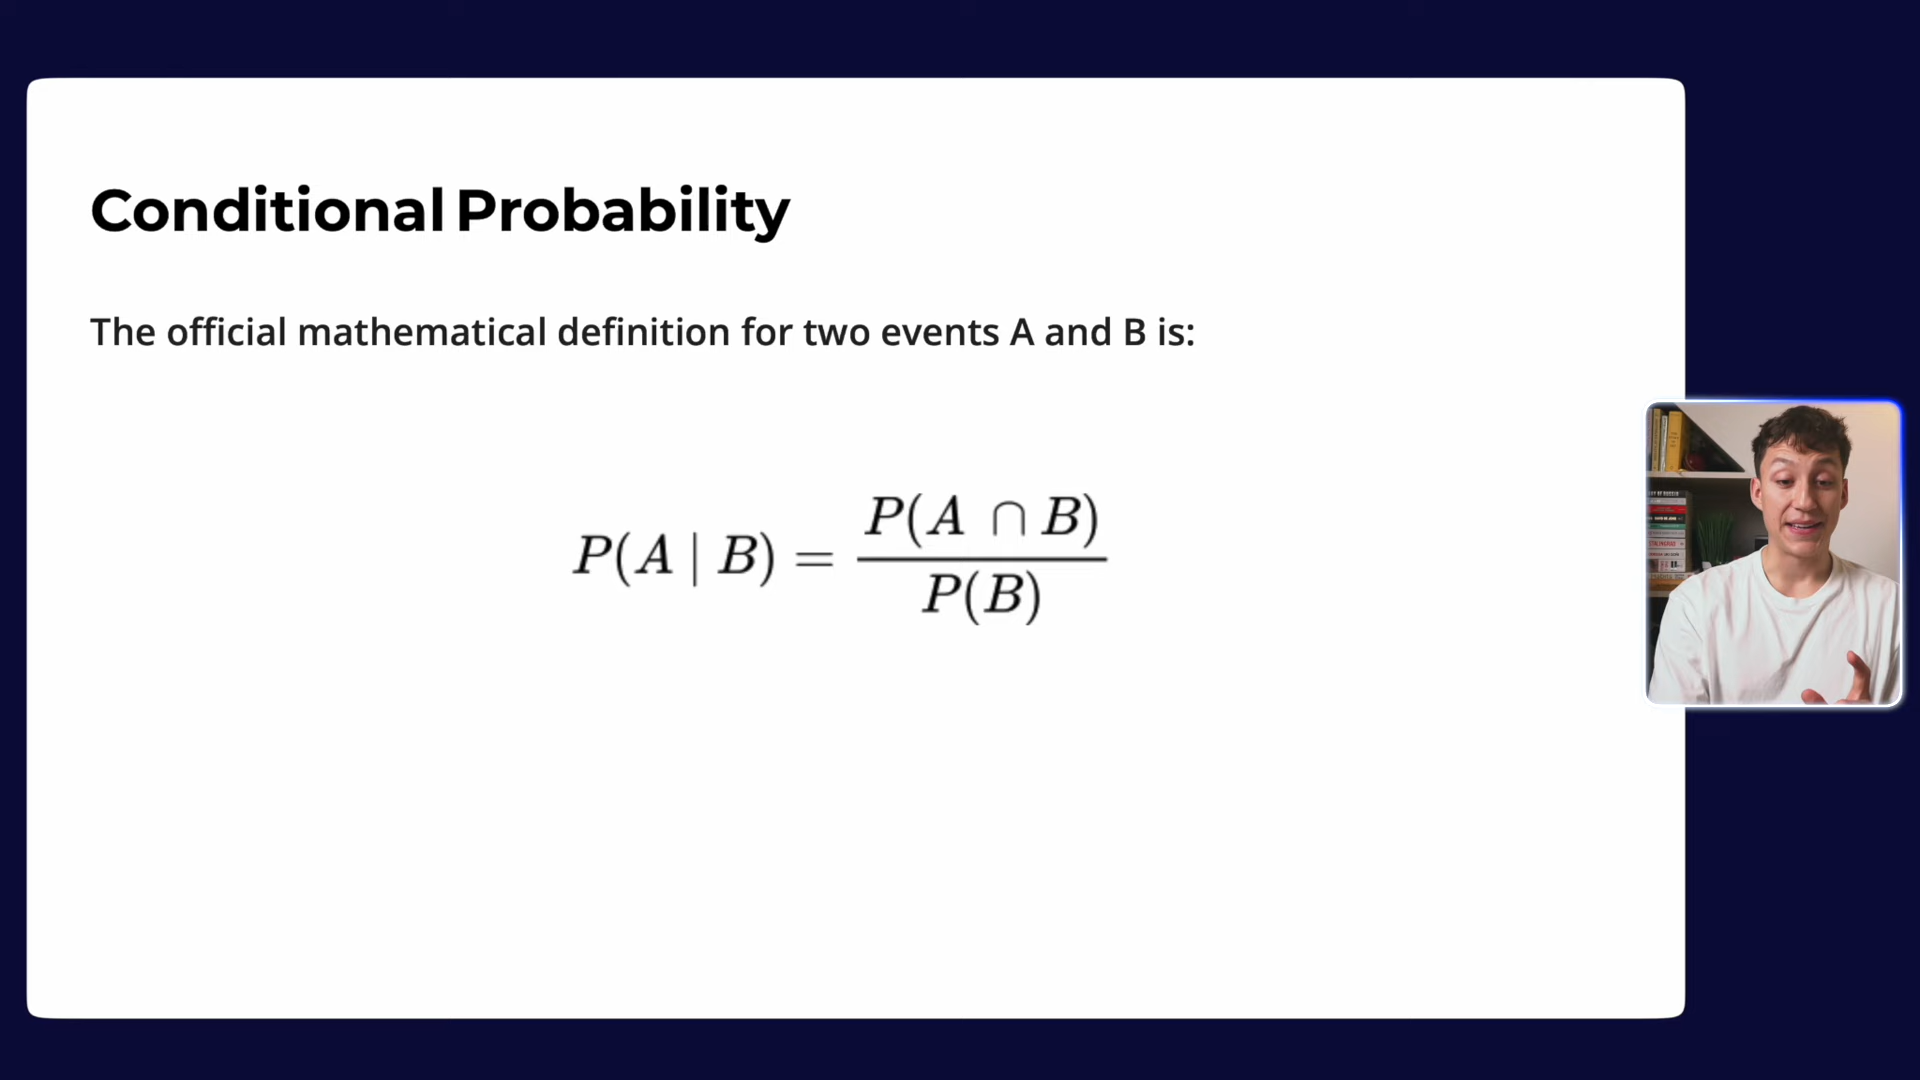 Conditional Probability
The official mathematical definition for two events A and B is:
P(A | B) = P(A ∩ B) / P(B)